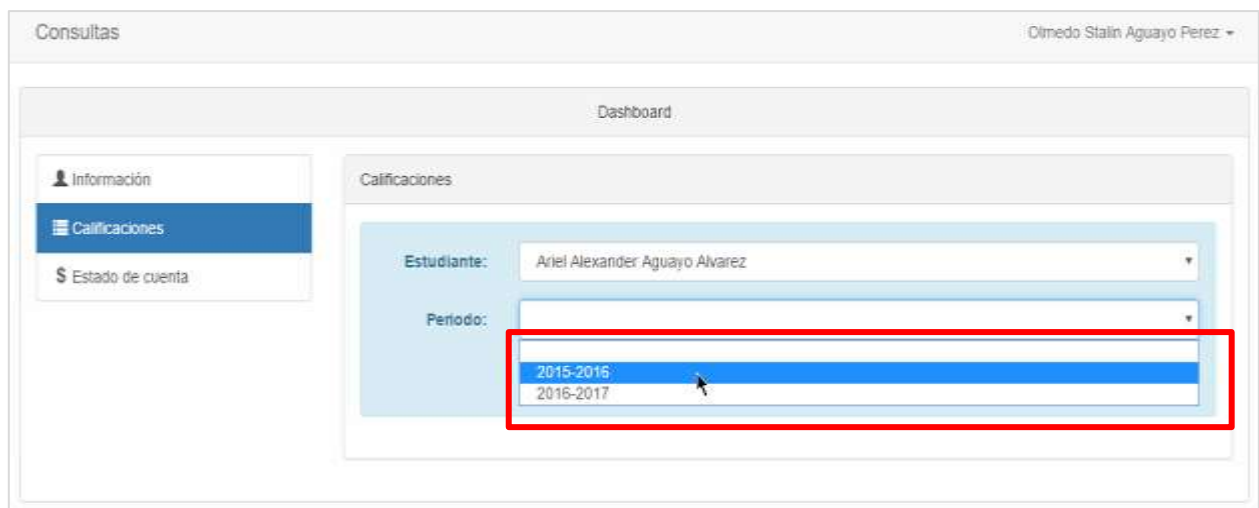 Consultas
Olmedo Stalin Aguayo Perez
Dashboard
Información
Calificaciones
$ Estado de cuenta
Calificaciones
Estudiante:
Ariel Alexander Aguayo Alvarez
Periodo:
2015-2016
2016-2017